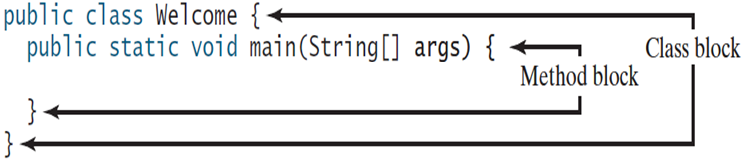 public class Welcome {
public static void main(String[] args) {
Class block
Method block
}
}